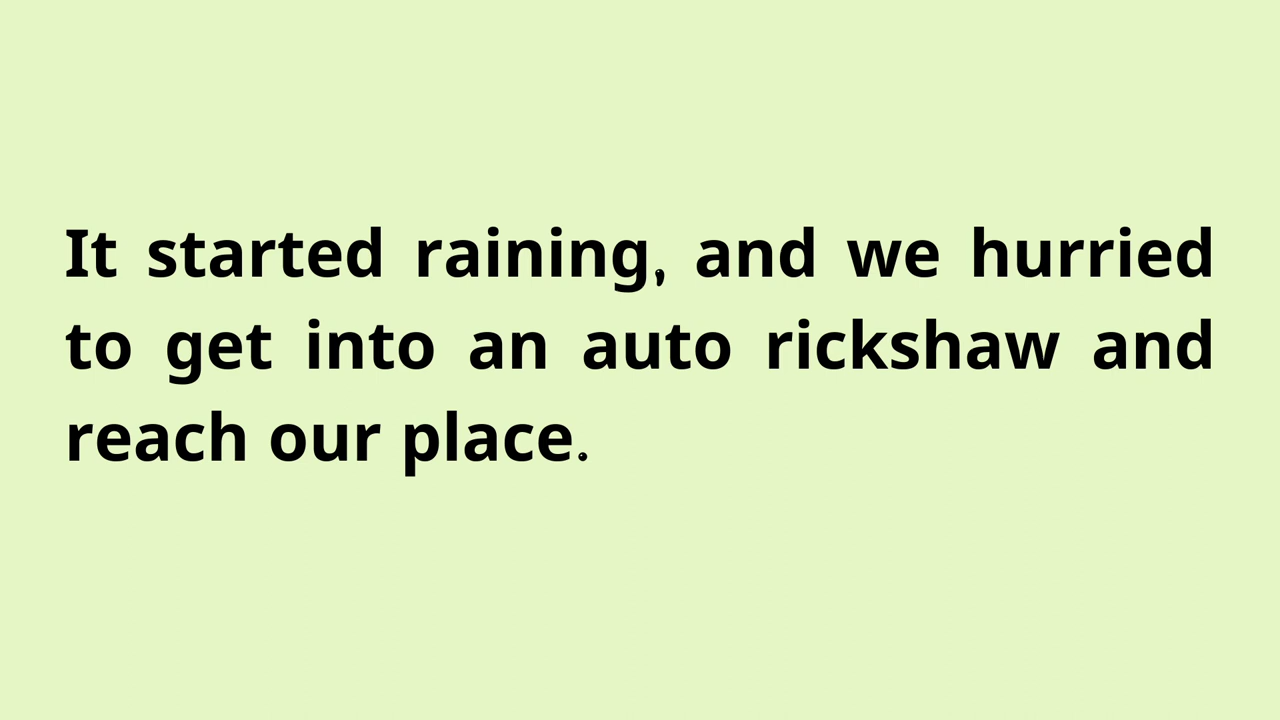 It started raining, and we hurried
to get into an auto rickshaw and
reach our place.